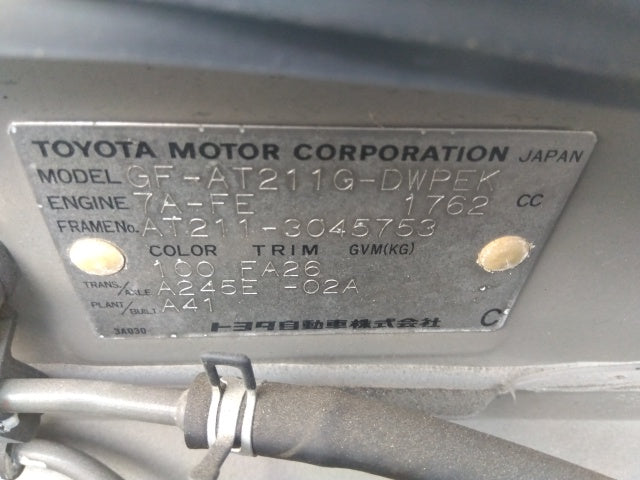 TOYOTA MOTOR CORPORATION JAPAN
MODEL GF-AT211G-DWPEK
ENGINE 7A-FE 1762 CC
FRAME No. AT211-3045753
COLOR TRIM GVM(KG)
100 FA26
TRANS./AXLE A245E -02A
PLANT/BUILT A41
3A030 トヨタ自動車株式会社 C